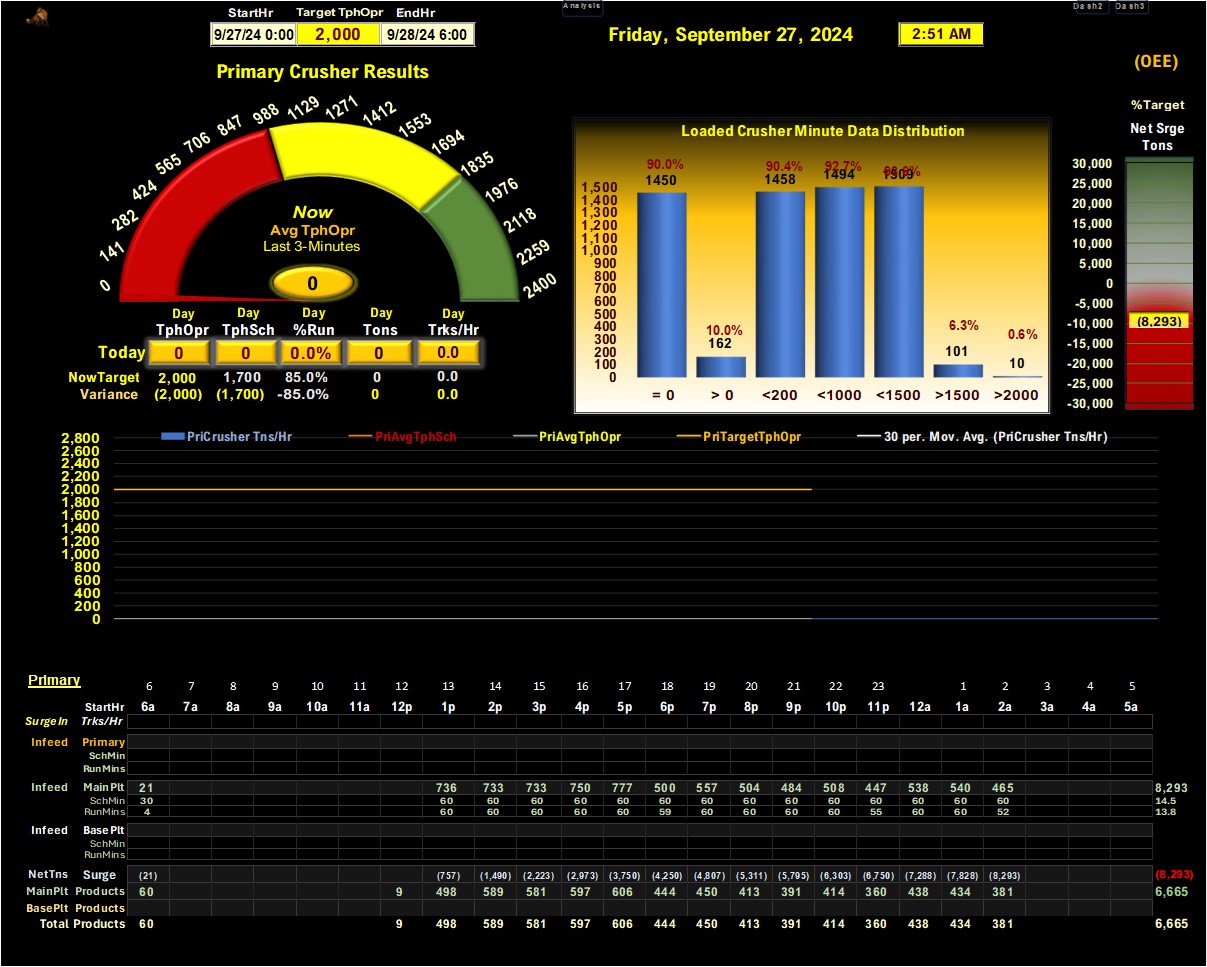 Analysis Dash2 Dash3
StartHr Target TphOpr EndHr
9/27/24 0:00 2,000 9/28/24 6:00
Friday, September 27, 2024 2:51 AM
(OEE)
Primary Crusher Results
0 141 282 424 565 706 847 988 1129 1271 1412 1553 1694 1835 1976 2118 2259 2400
Now
Avg TphOpr
Last 3-Minutes
0
Day Day Day Day Day
TphOpr TphSch %Run Tons Trks/Hr
Today 0 0 0.0% 0 0.0
NowTarget 2,000 1,700 85.0% 0 0.0
Variance (2,000) (1,700) -85.0% 0 0.0
Loaded Crusher Minute Data Distribution
90.0% 10.0% 90.4% 92.7% 6.3% 0.6%
1450 162 1458 1494 1509 101 10
1,500
1,400
1,300
1,200
1,100
1,000
900
800
700
600
500
400
300
200
100
0
= 0 > 0 <200 <1000 <1500 >1500 >2000
%Target
Net Srge
Tons
30,000
25,000
20,000
15,000
10,000
5,000
0
-5,000
-10,000
-15,000
-20,000
-25,000
-30,000
(8,293)
PriCrusher Tns/Hr PriAvgTphSch PriAvgTphOpr PriTargetTphOpr 30 per. Mov. Avg. (PriCrusher Tns/Hr)
2,800
2,600
2,400
2,200
2,000
1,800
1,600
1,400
1,200
1,000
800
600
400
200
0
Primary
6 7 8 9 10 11 12 13 14 15 16 17 18 19 20 21 22 23 1 2 3 4 5
StartHr 6a 7a 8a 9a 10a 11a 12p 1p 2p 3p 4p 5p 6p 7p 8p 9p 10p 11p 12a 1a 2a 3a 4a 5a
SurgeIn Trks/Hr
Infeed Primary
SchMin
RunMins
Infeed MainPlt 21 736 733 733 750 777 500 557 504 484 508 447 538 540 465 8,293
SchMin 30 60 60 60 60 60 60 60 60 60 60 60 60 60 60 14.5
RunMins 4 60 60 60 60 60 59 60 60 60 60 55 60 60 52 13.8
Infeed Base Plt
SchMin
RunMins
NetTns Surge (21) (757) (1,490) (2,223) (2,973) (3,750) (4,250) (4,807) (5,311) (5,795) (6,303) (6,750) (7,288) (7,828) (8,293) (8,293)
MainPlt Products 60 9 498 589 581 597 606 444 450 413 391 414 360 438 434 381 6,665
BasePlt Products
Total Products 60 9 498 589 581 597 606 444 450 413 391 414 360 438 434 381 6,665